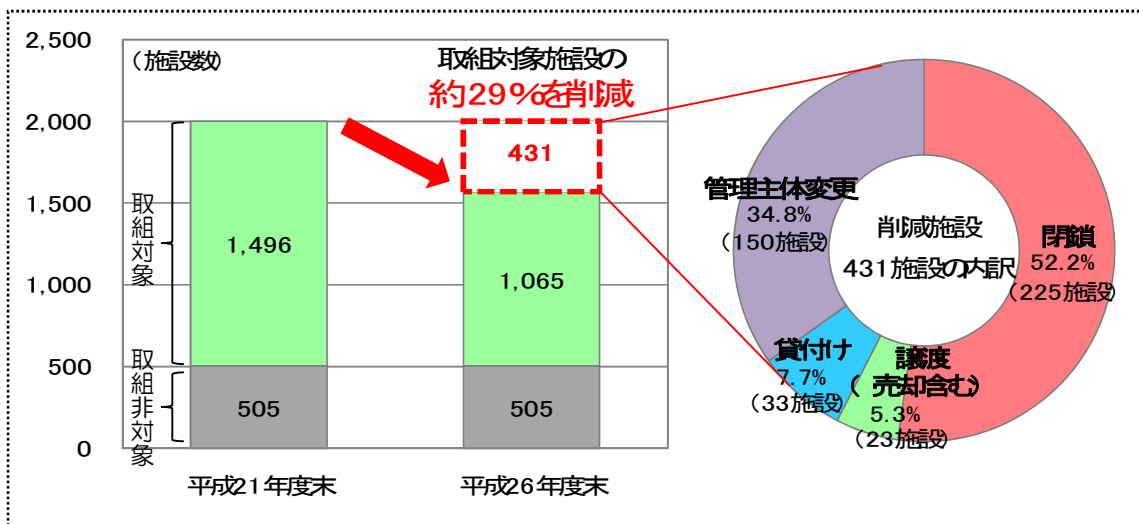 2,500
2,000
1,500
1,000
500
0
（施設数）
取組対象施設の
約29%を削減
431
1,496
1,065
505
505
取組対象
取組非対象
平成21年度末
平成26年度末
管理主体変更
34.8%
（150施設）
削減施設
431施設の内訳
閉鎖
52.2%
（225施設）
貸付け
7.7%
（33施設）
譲度
（売却含む）
5.3%
（23施設）